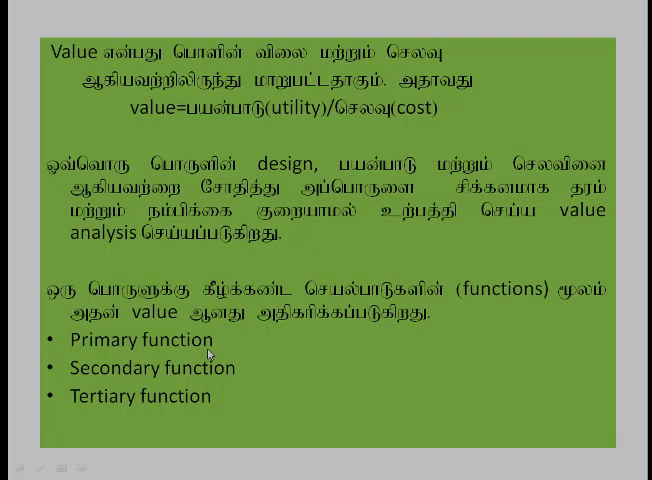 Value என்பது பொளின் விலை மற்றும் செலவு
ஆகியவற்றிலிருந்து மாறுபட்டதாகும். அதாவது
value=பயன்பாடு(utility)/செலவு(cost)
ஒவ்வொரு பொருளின் design, பயன்பாடு மற்றும் செலவினை
ஆகியவற்றை சோதித்து அப்பொருளை சிக்கனமாக தரம்
மற்றும் நம்பிக்கை குறையாமல் உற்பத்தி செய்ய value
analysis செய்யப்படுகிறது.
ஒரு பொருளுக்கு கீழ்க்கண்ட செயல்பாடுகளின் (functions) மூலம்
அதன் value ஆனது அதிகரிக்கப்படுகிறது.
• Primary function
• Secondary function
• Tertiary function